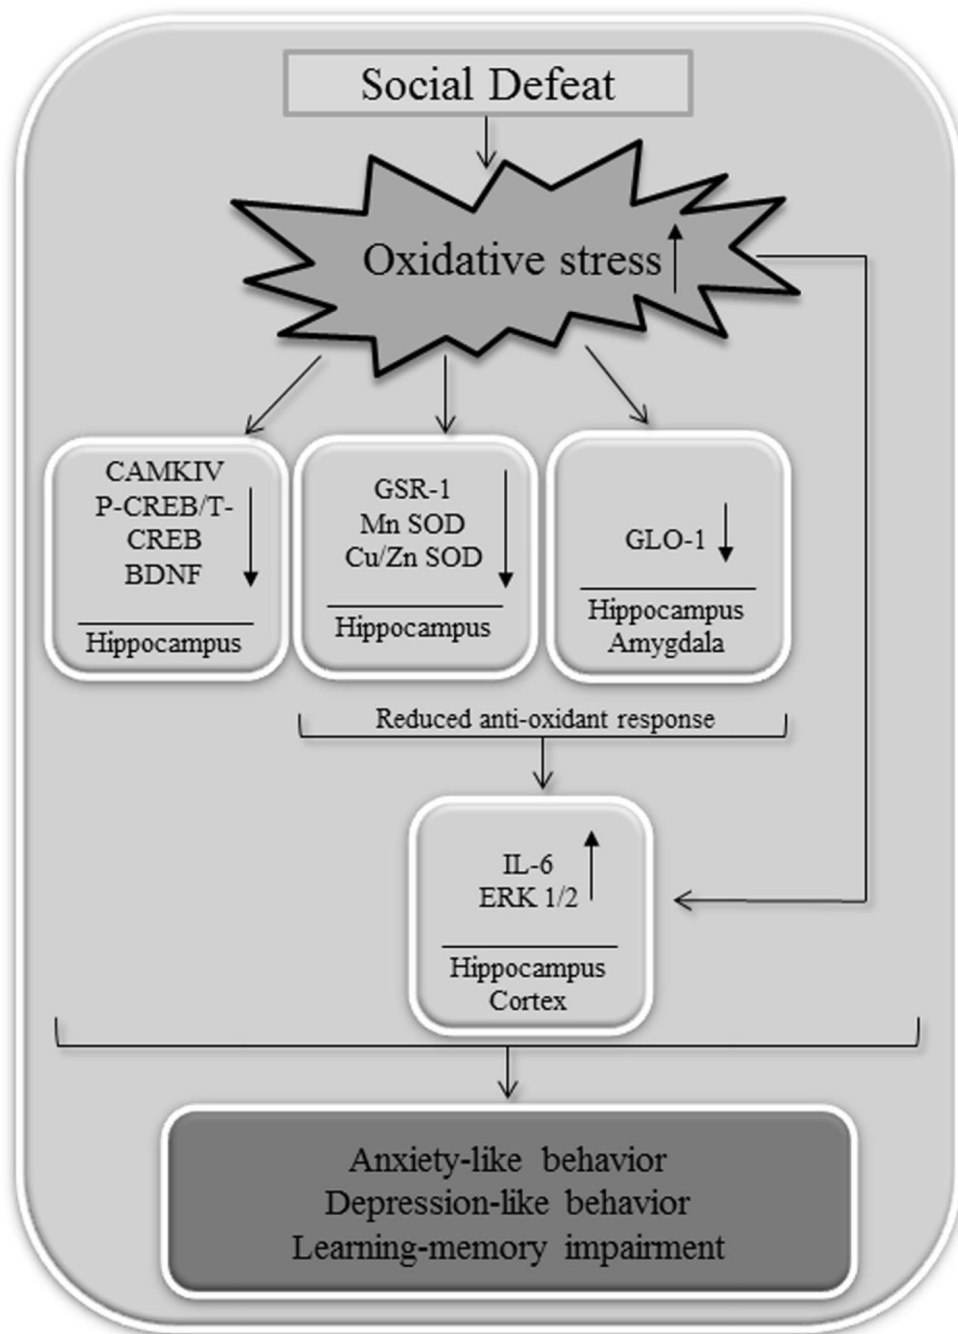 Social Defeat
Oxidative stress
CAMKIV
P-CREB/T-
CREB
BDNF
Hippocampus
GSR-1
Mn SOD
Cu/Zn SOD
Hippocampus
GLO-1
Hippocampus
Amygdala
Reduced anti-oxidant response
IL-6
ERK 1/2
Hippocampus
Cortex
Anxiety-like behavior
Depression-like behavior
Learning-memory impairment